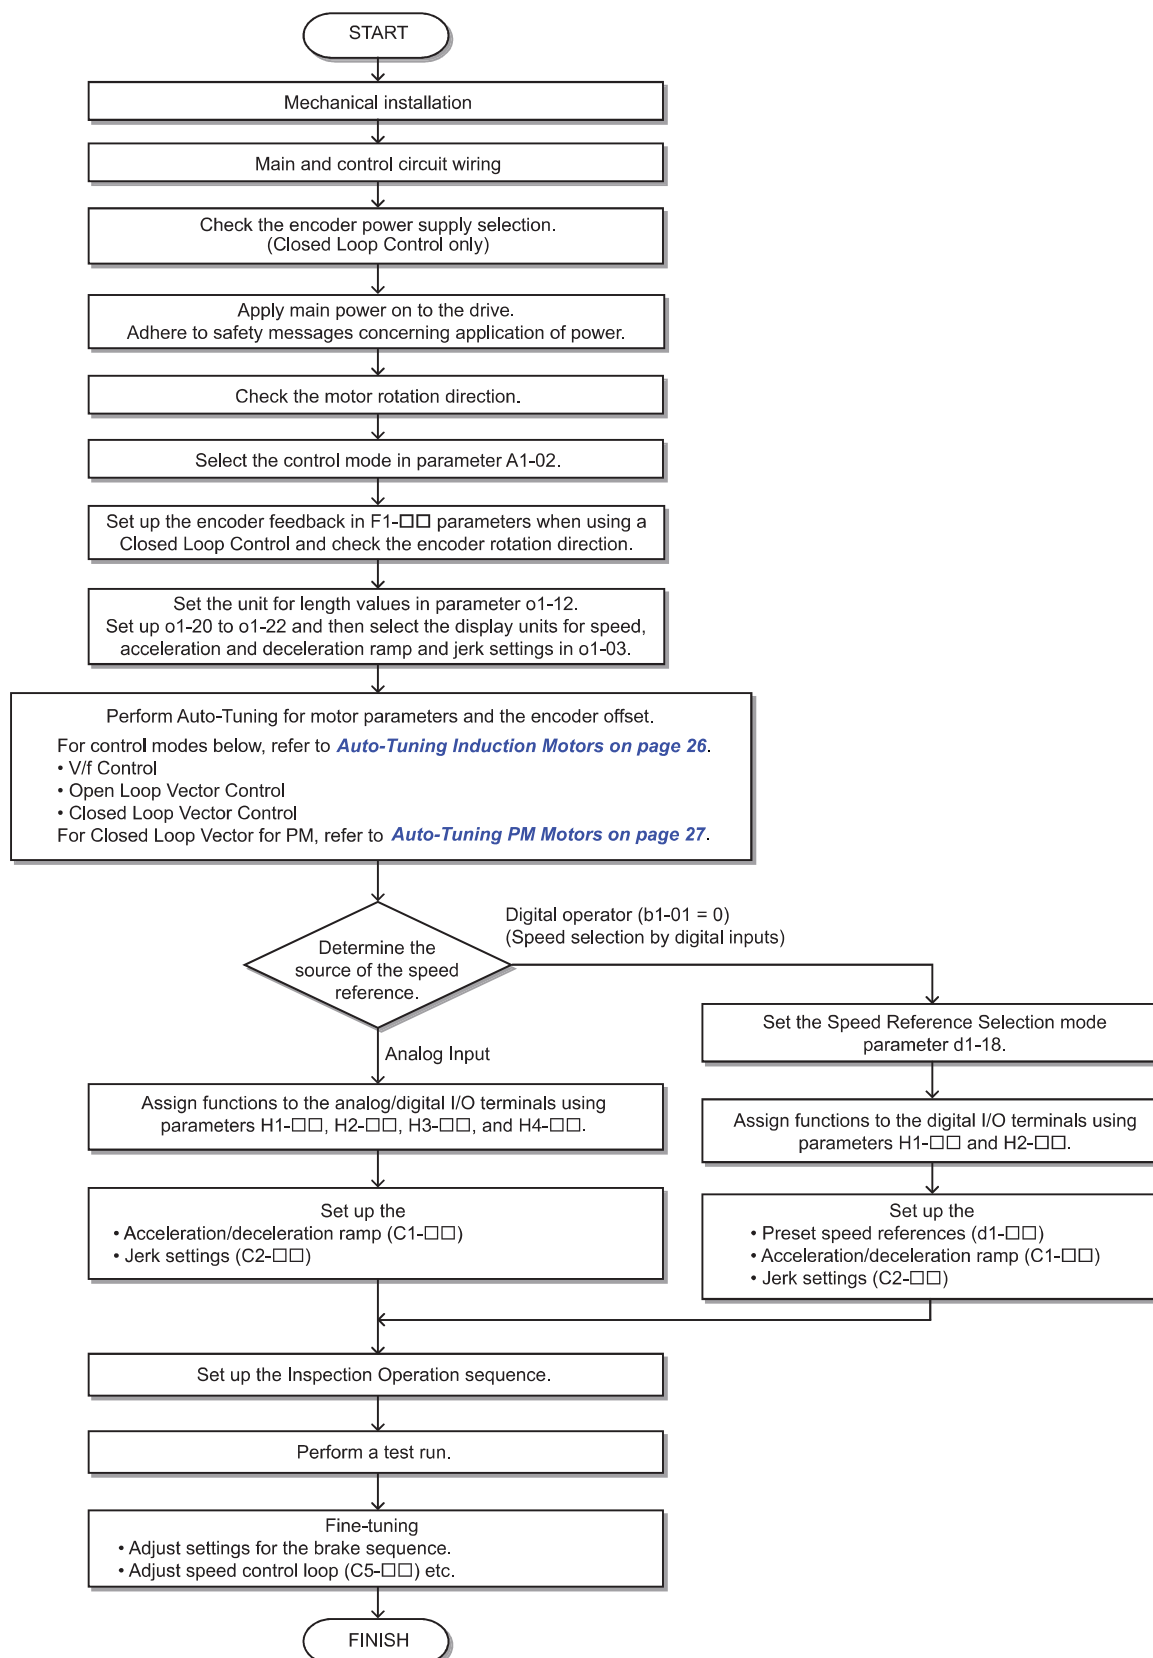 START
Mechanical installation
Main and control circuit wiring
Check the encoder power supply selection.
(Closed Loop Control only)
Apply main power on to the drive.
Adhere to safety messages concerning application of power.
Check the motor rotation direction.
Select the control mode in parameter A1-02.
Set up the encoder feedback in F1-□□ parameters when using a
Closed Loop Control and check the encoder rotation direction.
Set the unit for length values in parameter o1-12.
Set up o1-20 to o1-22 and then select the display units for speed,
acceleration and deceleration ramp and jerk settings in o1-03.
Perform Auto-Tuning for motor parameters and the encoder offset.
For control modes below, refer to Auto-Tuning Induction Motors on page 26.
• V/f Control
• Open Loop Vector Control
• Closed Loop Vector Control
For Closed Loop Vector for PM, refer to Auto-Tuning PM Motors on page 27.
Determine the
source of the speed
reference.
Digital operator (b1-01 = 0)
(Speed selection by digital inputs)
Analog Input
Assign functions to the analog/digital I/O terminals using
parameters H1-□□, H2-□□, H3-□□, and H4-□□.
Set up the
• Acceleration/deceleration ramp (C1-□□)
• Jerk settings (C2-□□)
Set the Speed Reference Selection mode
parameter d1-18.
Assign functions to the digital I/O terminals using
parameters H1-□□ and H2-□□.
Set up the
• Preset speed references (d1-□□)
• Acceleration/deceleration ramp (C1-□□)
• Jerk settings (C2-□□)
Set up the Inspection Operation sequence.
Perform a test run.
Fine-tuning
• Adjust settings for the brake sequence.
• Adjust speed control loop (C5-□□) etc.
FINISH